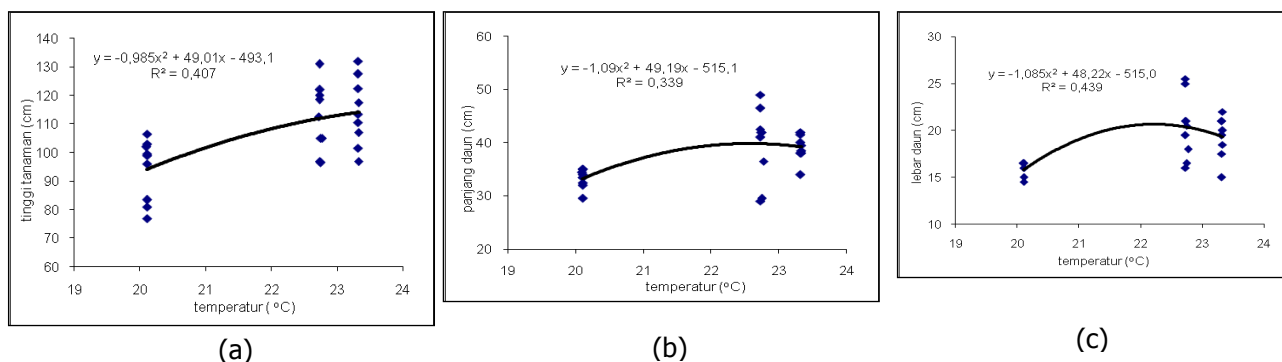 y = -0,985x² + 49,01x - 493,1
R² = 0,407
tinggi tanaman (cm)
140
130
120
110
100
90
80
70
60
19 20 21 22 23 24
temperatur ( °C)
(a)
y = -1,09x² + 49,19x - 515,1
R² = 0,339
panjang daun (cm)
60
50
40
30
20
19 20 21 22 23 24
temperatur (°C)
(b)
y = -1,085x² + 48,22x - 515,0
R² = 0,439
lebar daun (cm)
30
25
20
15
10
19 20 21 22 23 24
temperatur (°C)
(c)